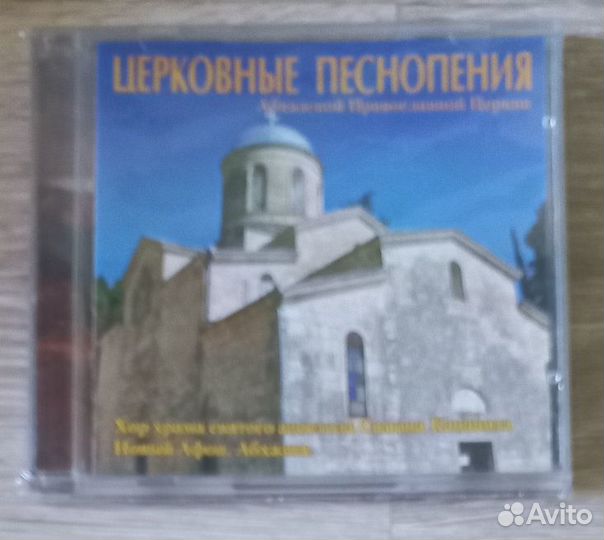 ЦЕРКОВНЫЕ ПЕСНОПЕНИЯ
Абхазской Православной Церкви
Хор храма святого апостола Симона Кананита
Новый Афон. Абхазия.
Avito